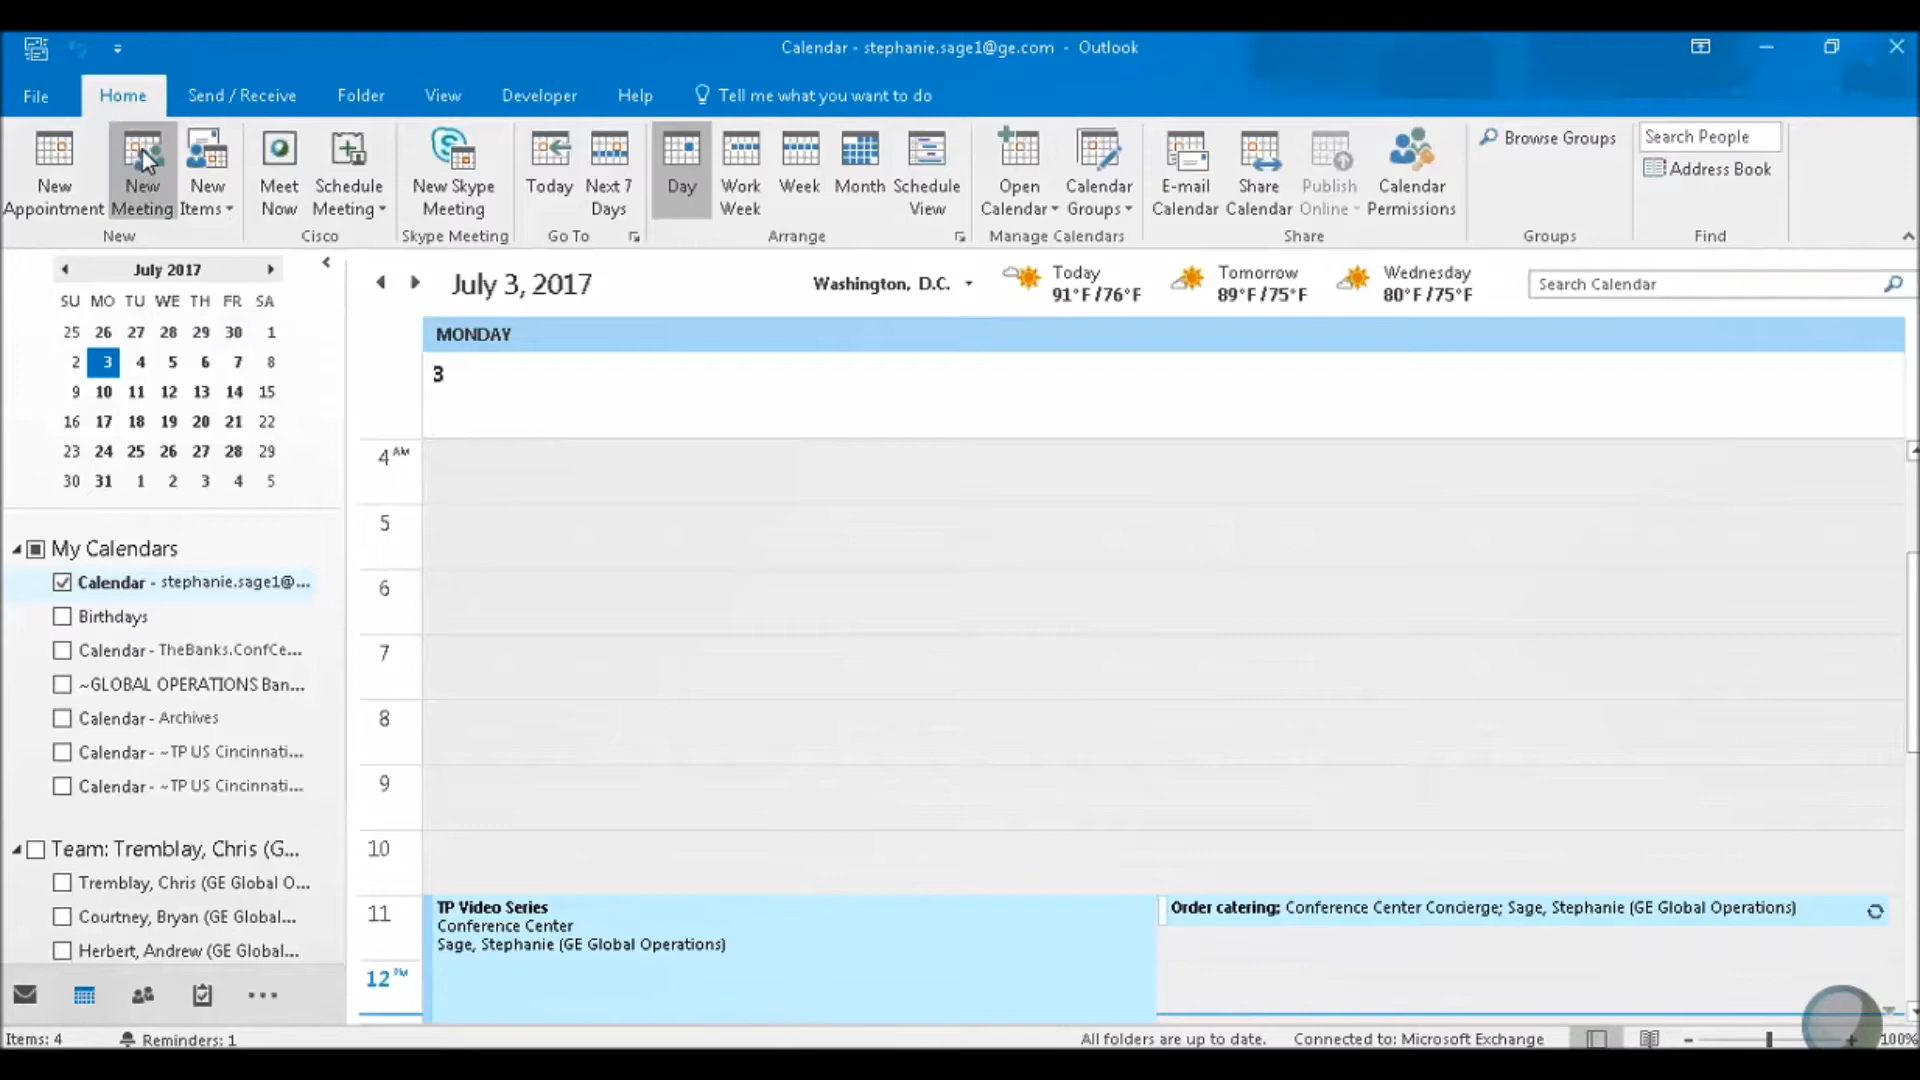 Calendar - stephanie.sage1@ge.com - Outlook
File Home Send / Receive Folder View Developer Help Tell me what you want to do
New Appointment
New Meeting
New Items
New
Meet Now
Schedule Meeting
Cisco
New Skype Meeting
Skype Meeting
Today
Next 7 Days
Go To
Day
Work Week
Week
Month
Schedule View
Arrange
Open Calendar
Calendar Groups
Manage Calendars
E-mail Calendar
Share Calendar
Publish Online
Calendar Permissions
Share
Browse Groups
Groups
Search People
Address Book
Find
July 2017
SU MO TU WE TH FR SA
25 26 27 28 29 30 1
2 3 4 5 6 7 8
9 10 11 12 13 14 15
16 17 18 19 20 21 22
23 24 25 26 27 28 29
30 31 1 2 3 4 5
My Calendars
Calendar - stephanie.sage1@...
Birthdays
Calendar - TheBanks.ConfCe...
~GLOBAL OPERATIONS Ban...
Calendar - Archives
Calendar - ~TP US Cincinnati...
Calendar - ~TP US Cincinnati...
Team: Tremblay, Chris (G...
Tremblay, Chris (GE Global O...
Courtney, Bryan (GE Global...
Herbert, Andrew (GE Global...
July 3, 2017
Washington, D.C.
Today
91°F/76°F
Tomorrow
89°F/75°F
Wednesday
80°F/75°F
Search Calendar
MONDAY
3
4 AM
5
6
7
8
9
10
11
12 PM
TP Video Series
Conference Center
Sage, Stephanie (GE Global Operations)
Order catering; Conference Center Concierge; Sage, Stephanie (GE Global Operations)
Items: 4
Reminders: 1
All folders are up to date.
Connected to: Microsoft Exchange
100%